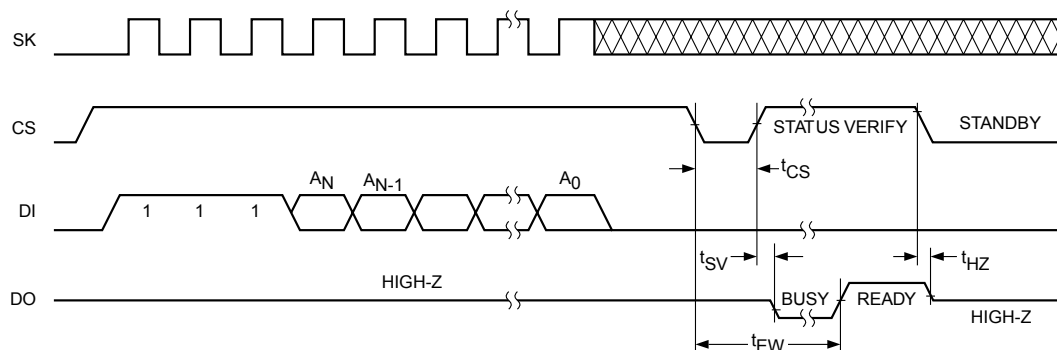 SK
CS
STATUS VERIFY
STANDBY
tCS
AN
AN-1
A0
DI
1 1 1
tSV
tHZ
HIGH-Z
DO
BUSY
READY
HIGH-Z
tEW